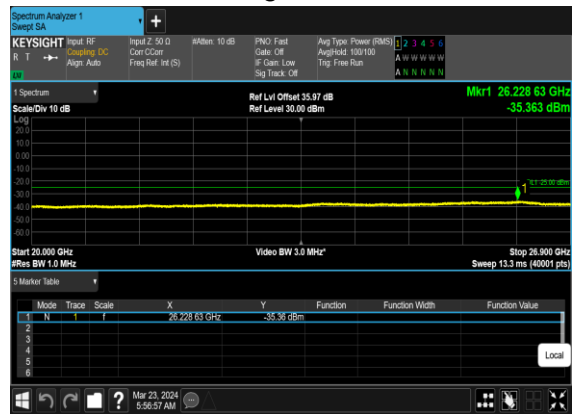 Spectrum Analyzer 1
Swept SA
+
KEYSIGHT Input: RF Input Z: 50 Ω #Atten: 10 dB PNO: Fast Avg Type: Power (RMS) 1 2 3 4 5 6
R T Coupling: DC Corr CCorr Gate: Off Avg|Hold: 100/100 A W W W W W
Align: Auto Freq Ref: Int (S) IF Gain: Low Trig: Free Run
Sig Track: Off A N N N N N
1 Spectrum Ref Lvl Offset 35.97 dB Mkr1 26.228 63 GHz
Scale/Div 10 dB Ref Level 30.00 dBm -35.363 dBm
Log
20.0
10.0
0.00
-10.0
-20.0
-30.0
-40.0
-50.0
-60.0
1
DL1 -25.00 dBm
Start 20.000 GHz Video BW 3.0 MHz* Stop 26.900 GHz
#Res BW 1.0 MHz Sweep 13.3 ms (40001 pts)
5 Marker Table
Mode Trace Scale X Y Function Function Width Function Value
1 N 1 f 26.228 63 GHz -35.36 dBm
2
3
4
5
6
Local
? Mar 23, 2024
5:56:57 AM